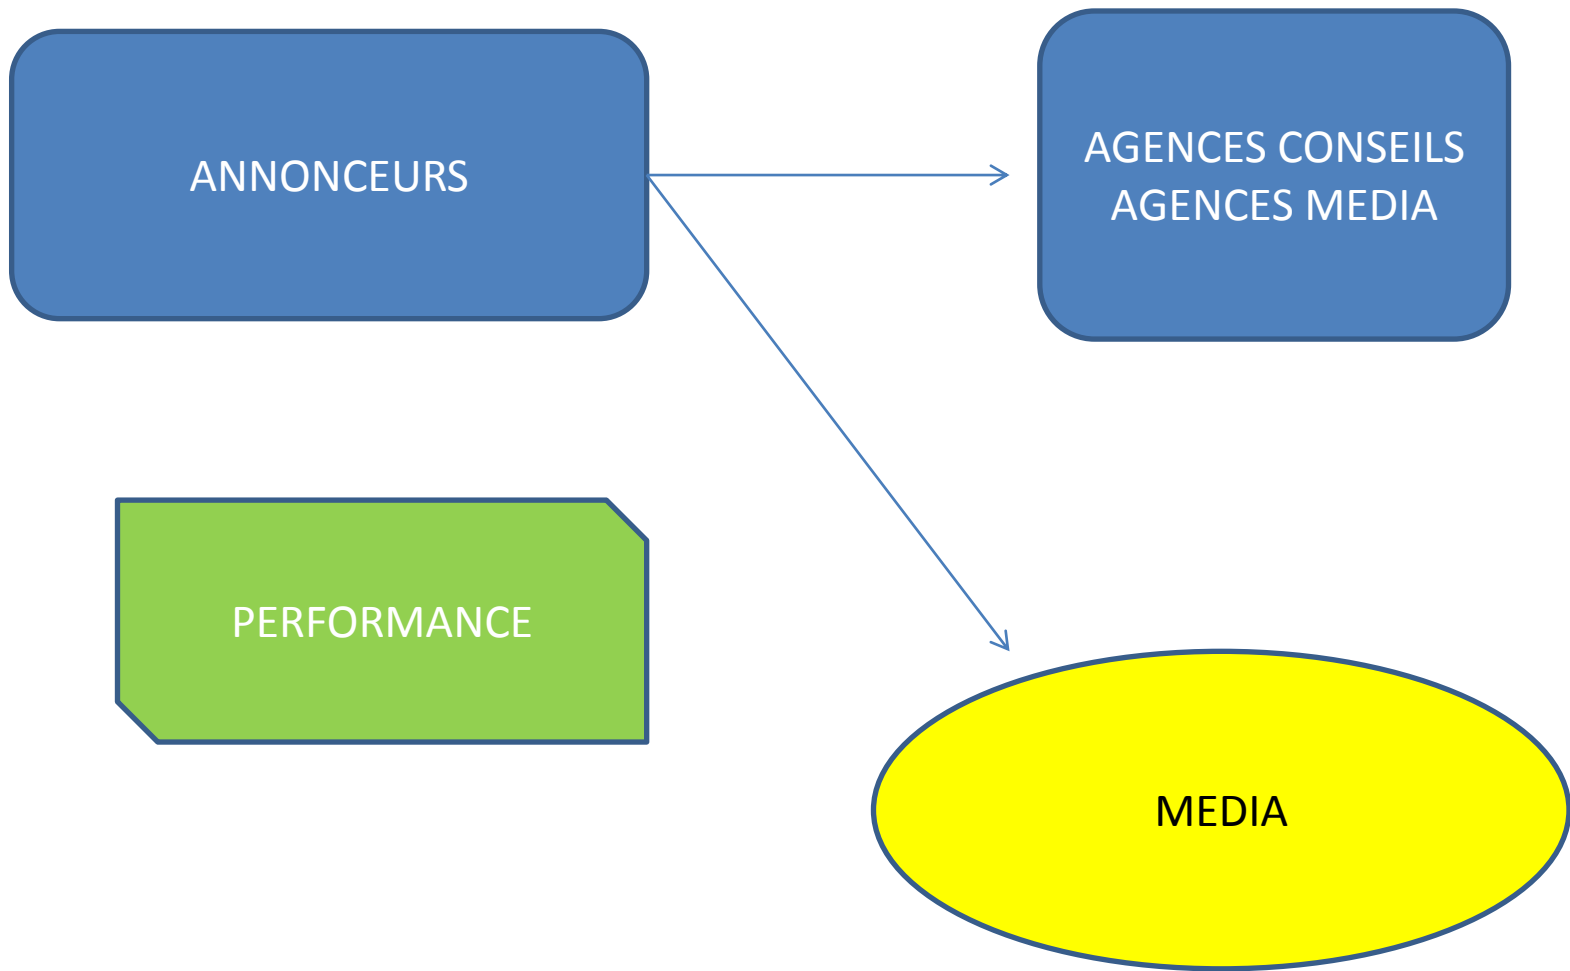 ANNONCEURS
AGENCES CONSEILS
AGENCES MEDIA
PERFORMANCE
MEDIA